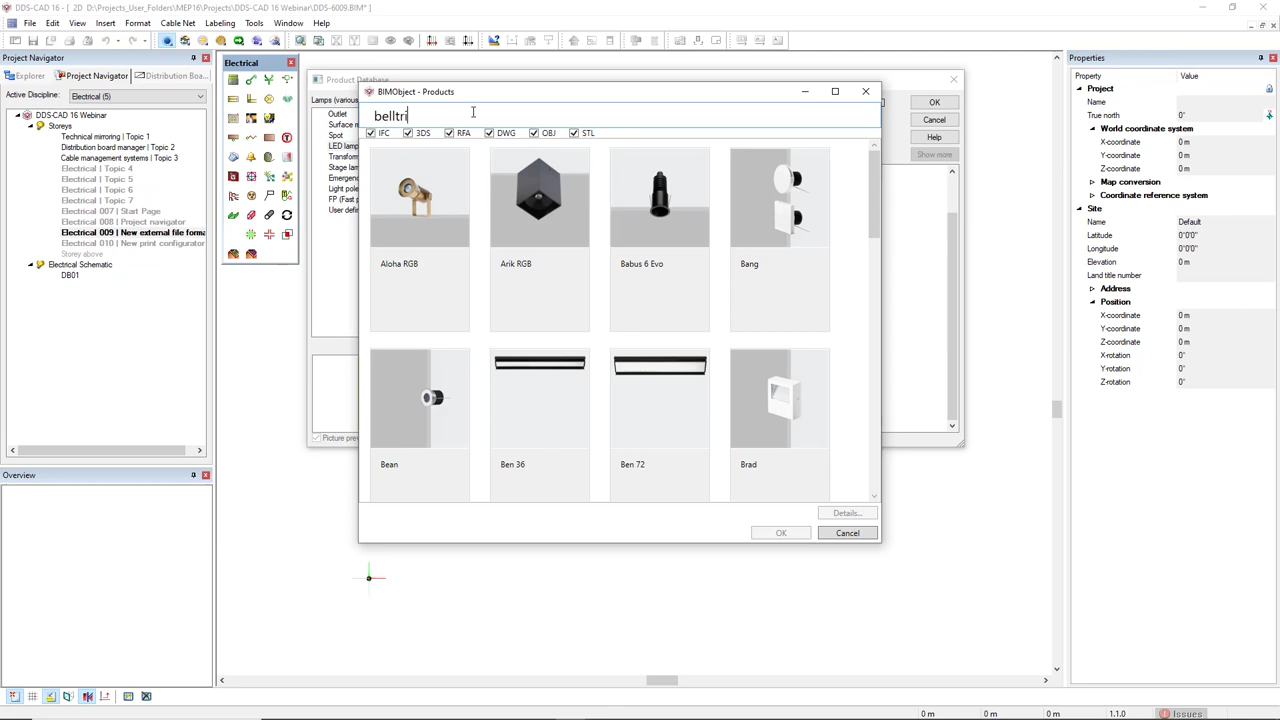 DDS-CAD 16 - [ 2D D:\Projects_User_Folders\MEP16\Projects\DDS-CAD 16 Webinar\DDS-6009.BIM* ]
File Edit View Insert Format Cable Net Labeling Tools Window Help
Project Navigator
Explorer Project Navigator Distribution Boa...
Active Discipline: Electrical (5)
DDS-CAD 16 Webinar
Storeys
Technical mirroring | Topic 1
Distribution board manager | Topic 2
Cable management systems | Topic 3
Electrical | Topic 4
Electrical | Topic 5
Electrical | Topic 6
Electrical | Topic 7
Electrical 007 | Start Page
Electrical 008 | Project navigator
Electrical 009 | New external file forma
Electrical 010 | New print configurator
Storey above
Electrical Schematic
DB01
Overview
Electrical
Product Database
Lamps (various
Outlet
Surface n
Spot
LED lamp
Transform
Stage lam
Emergenc
Light pole
FP (Fast p
User defin
Picture prev
OK
Cancel
Help
Show more
BIMObject - Products
belltri
IFC 3DS RFA DWG OBJ STL
Aloha RGB
Arik RGB
Babus 6 Evo
Bang
Bean
Ben 36
Ben 72
Brad
Details...
OK Cancel
Properties
Property Value
Project
Name
True north 0°
World coordinate system
X-coordinate 0 m
Y-coordinate 0 m
Z-coordinate 0 m
Map conversion
Coordinate reference system
Site
Name Default
Latitude 0°0'0"
Longitude 0°0'0"
Elevation 0 m
Land title number
Address
Position
X-coordinate 0 m
Y-coordinate 0 m
Z-coordinate 0 m
X-rotation 0°
Y-rotation 0°
Z-rotation 0°
0 m 0 m 0 m 1.1.0 Issues